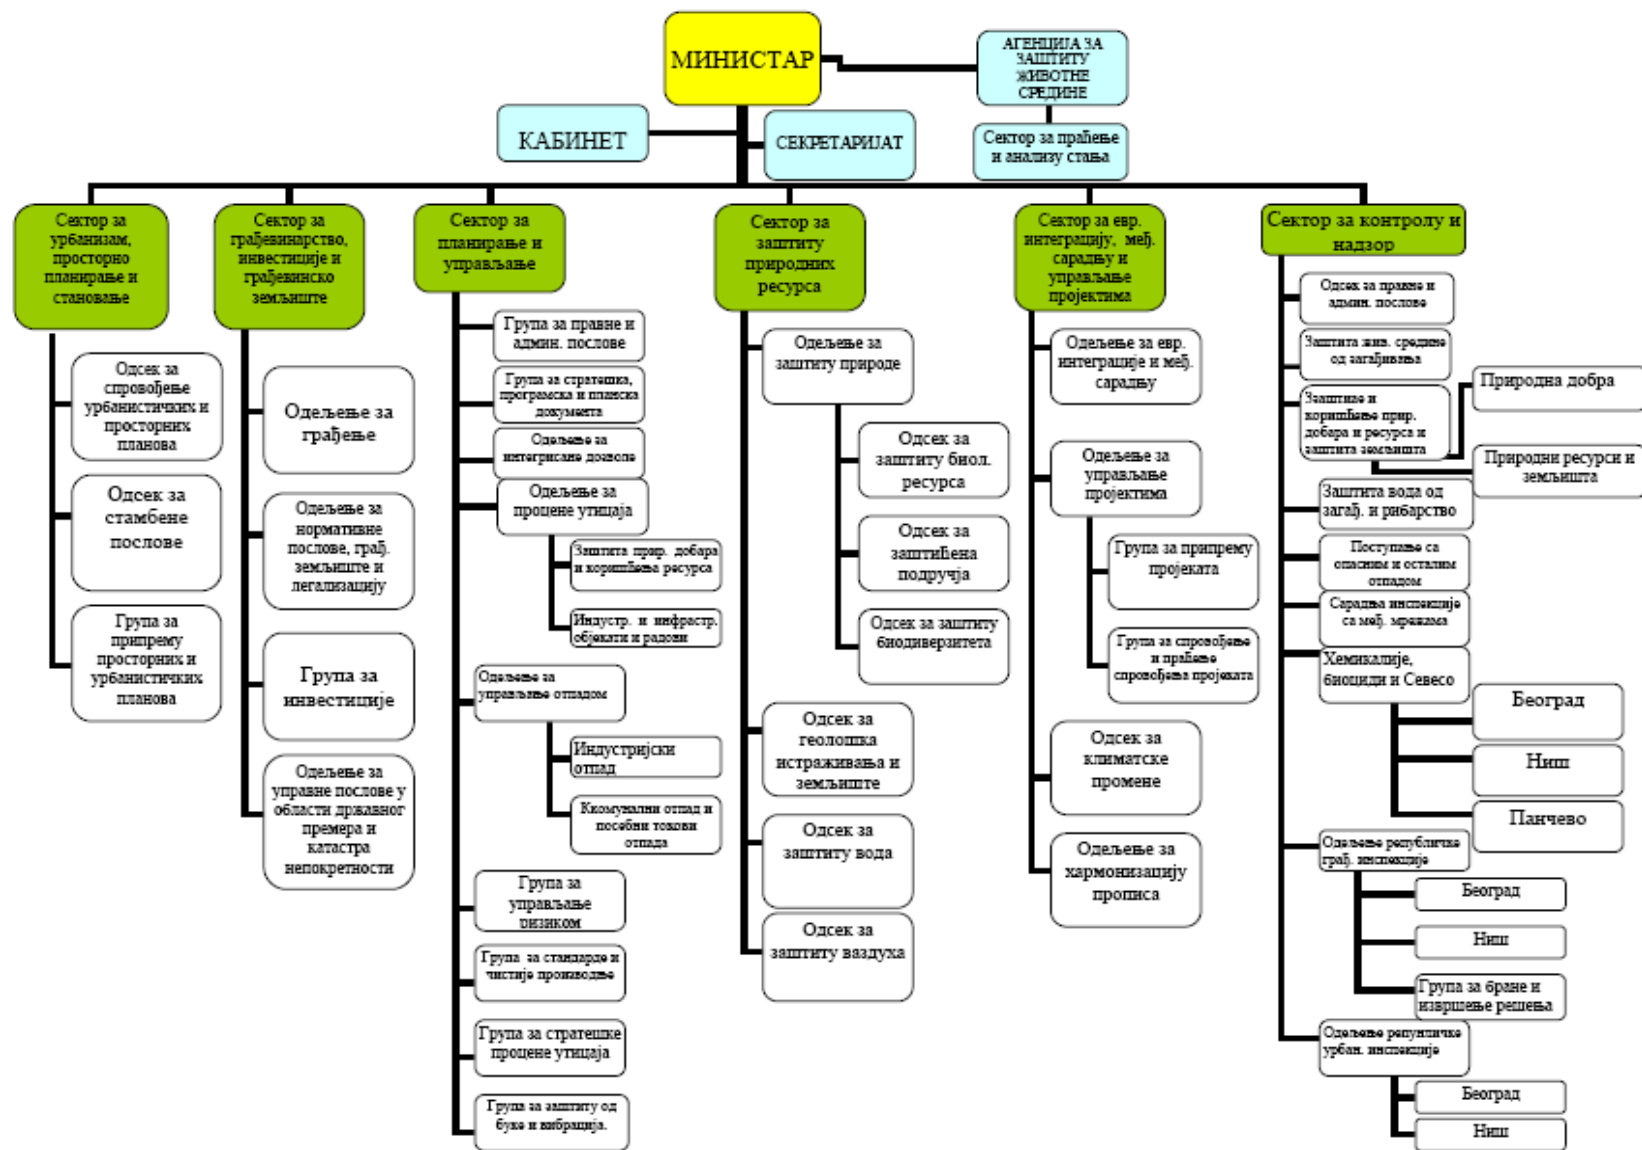 МИНИСТАР
АГЕНЦИЈА ЗА
ЗАШТИТУ
ЖИВОТНЕ
СРЕДИНЕ
КАБИНЕТ
СЕКРЕТАРИЈАТ
Сектор за праћење
и анализу стања
Сектор за
урбанизам,
просторно
планирање и
становање
Одсек за
спровођење
урбанистичких и
просторних
планова
Одсек за
стамбене
послове
Група за
припрему
просторних и
урбанистичких
планова
Сектор за
грађевинарство,
инвестиције и
грађевинско
земљиште
Одељење за
грађење
Одељење за
нормативне
послове, грађ.
земљиште и
легализацију
Група за
инвестиције
Одељење за
управне послове у
области државног
премера и
катастра
непокретности
Сектор за
планирање и
управљање
Група за правне и
админ. послове
Група за стратешка,
програмска и планска
документа
Одељење за
интегрисане дозволе
Одељење за
процене утицаја
Заштита прир. добара
и коришћења ресурса
Индустр. и инфрастр.
објекати и радови
Одељење за
управљање отпадом
Индустријски
отпад
Ккомунални отпад и
посебни токови
отпада
Група за
управљање
ризиком
Група за стандарде и
чистије производње
Група за стратешке
процене утицаја
Група за заштиту од
буке и вибрација.
Сектор за
заштиту
природних
ресурса
Одељење за
заштиту природе
Одсек за
заштиту биол.
ресурса
Одсек за
заштићена
подручја
Одсек за заштиту
биодиверзитета
Одсек за
геолошка
истраживања и
земљиште
Одсек за
заштиту вода
Одсек за
заштиту ваздуха
Сектор за евр.
интеграцију, међ.
сарадњу и
управљање
пројектима
Одељење за евр.
интеграције и међ.
сарадњу
Одељење за
управљање
пројектима
Група за припрему
пројеката
Група за спровођење
и праћење
спровођења пројеката
Одсек за
климатске
промене
Одељење за
хармонизацију
прописа
Сектор за контролу и
надзор
Одсек за правне и
админ. послове
Заштита жив. средине
од загађивања
Ззаштиае и
коришћење прир.
добара и ресурса и
заштита земљишта
Природна добра
Природни ресурси и
земљишта
Заштита вода од
загађ. и рибарство
Поступање са
опасним и осталим
отпадом
Сарадња инспекције
са међ. мрежама
Хемикалије,
биоциди и Севесо
Београд
Ниш
Панчево
Одељење републичке
грађ. инспекције
Београд
Ниш
Група за бране и
извршење решења
Одељење репунличке
урбан. инспекције
Београд
Ниш